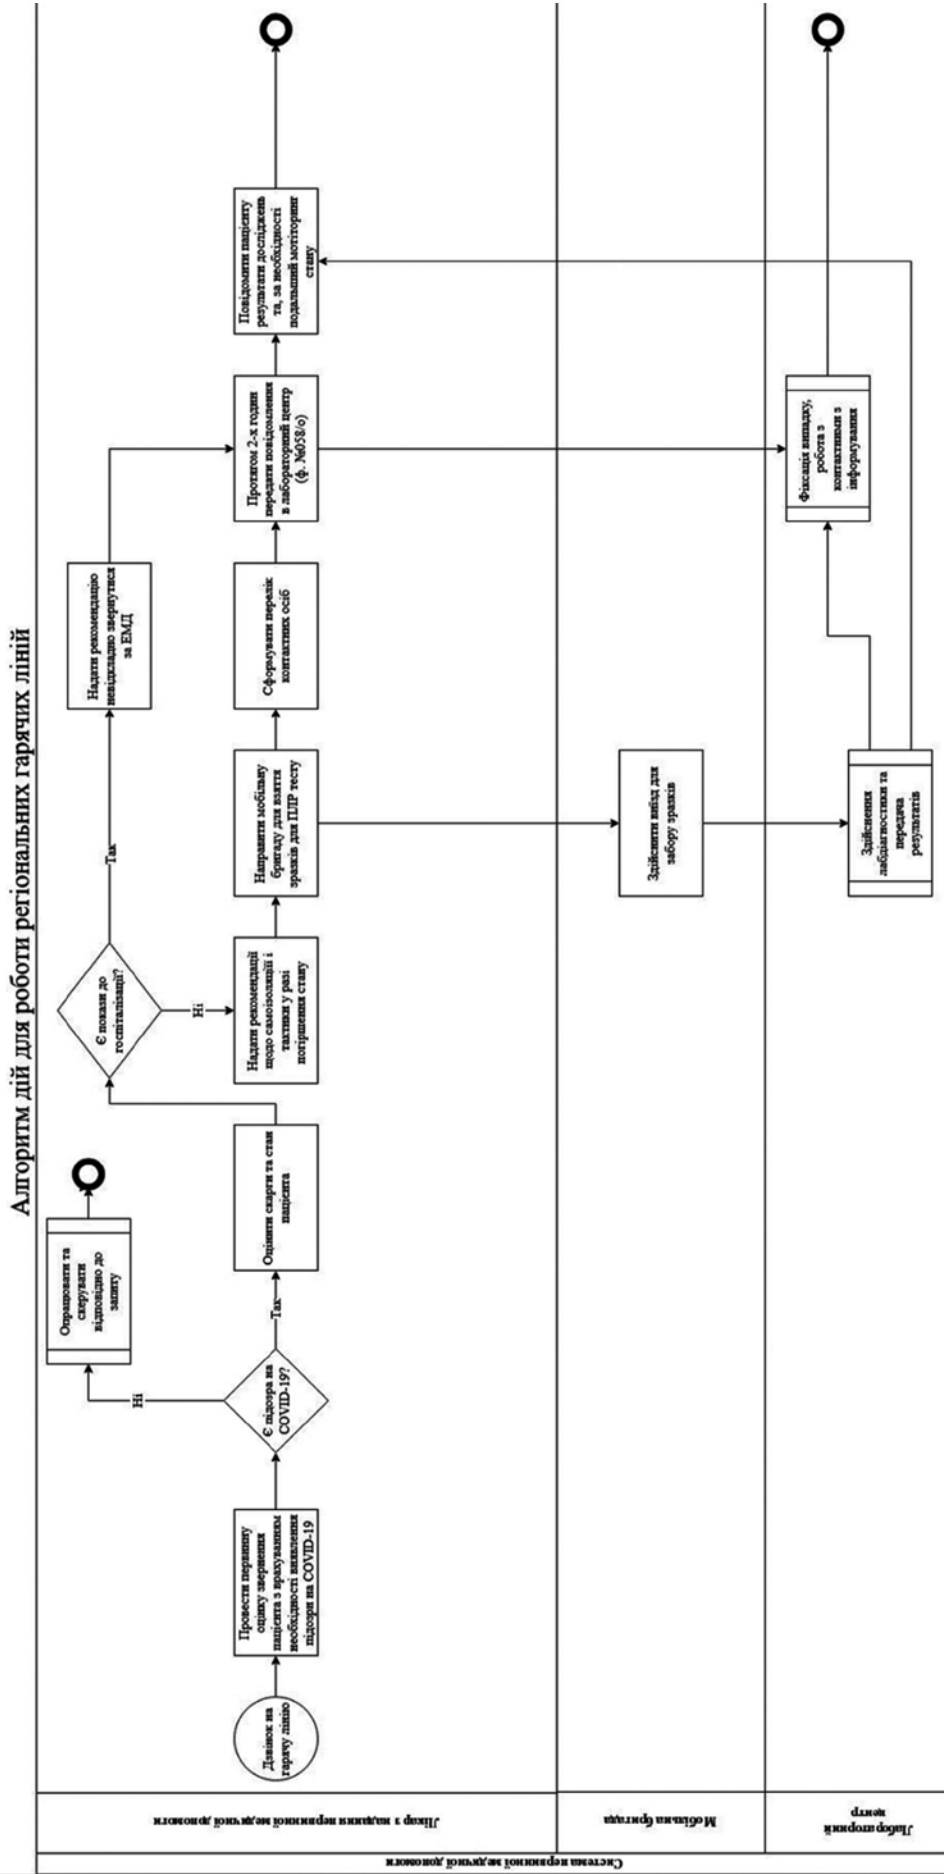 Алгоритм дій для роботи регіональних гарячих ліній
Система первинної медичної допомоги
Лікар з надання первинної медичної допомоги
Мобільна бригада
Лабораторний
центр
Дзвінок на
гарячу лінію
Провести первинну
оцінку звернення
пацієнта з врахуванням
необхідності виявлення
підозри на COVID-19
Є підозра на
COVID-19?
Ні
Так
Опрацювати та
скерувати
відповідно до
запиту
Оцінити скарги та стан
пацієнта
Є покази до
госпіталізації?
Так
Ні
Надати рекомендацію
невідкладно звернутися
за ЕМД
Надати рекомендації
щодо самоізоляції і
тактики у разі
погіршення стану
Направити мобільну
бригаду для взяття
зразків для ПЛР тесту
Сформувати перелік
контактних осіб
Протягом 2-х годин
передати повідомлення
в лабораторний центр
(ф. №058/о)
Повідомити пацієнту
результати досліджень
та, за необхідності
подальший мотіторинг
стану
Здійснити виїзд для
забору зразків
Здійснення
лабдіагностики та
передача
результатів
Фіксація випадку,
робота з
контактними з
інформування